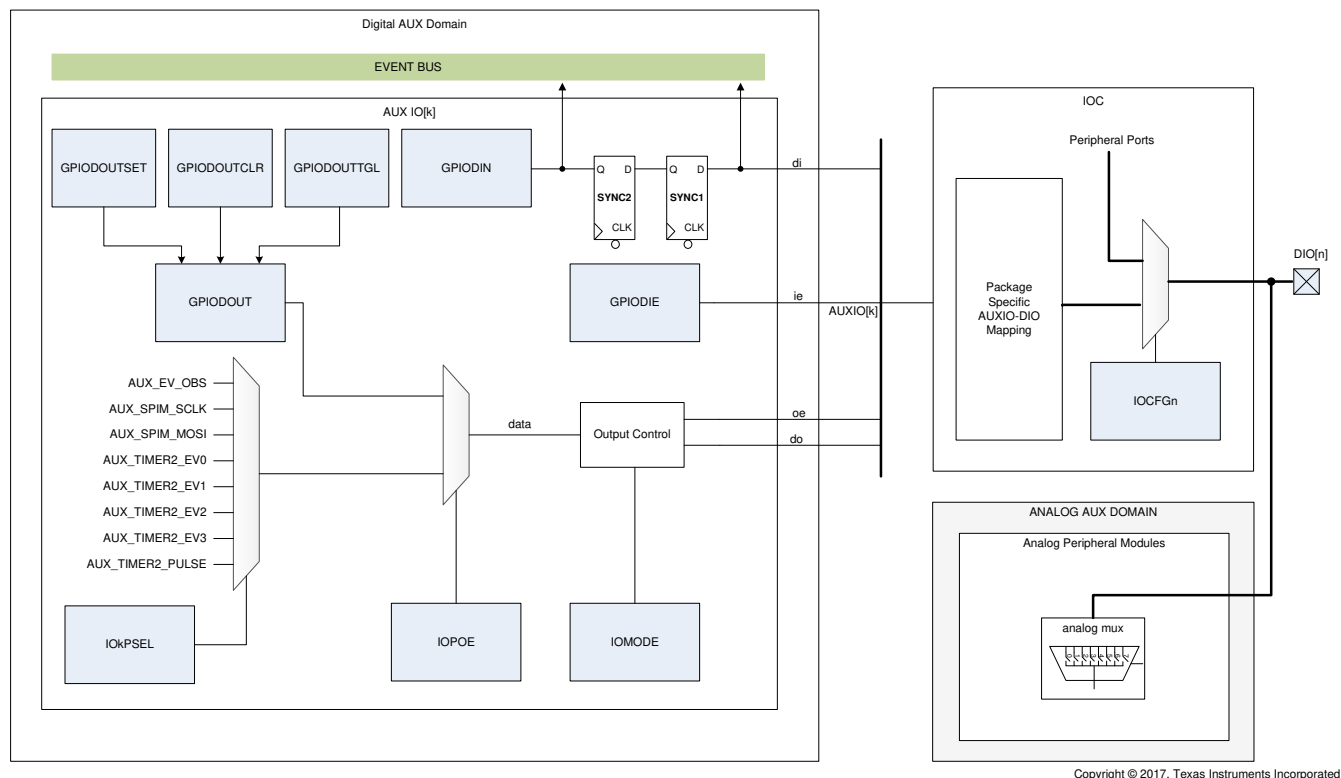 Digital AUX Domain
EVENT BUS
AUX IO[k]
GPIODOUTSET
GPIODOUTCLR
GPIODOUTTGL
GPIODIN
Q
D
SYNC2
CLK
Q
D
SYNC1
CLK
di
GPIODOUT
GPIODIE
ie
AUXIO[k]
AUX_EV_OBS
AUX_SPIM_SCLK
AUX_SPIM_MOSI
AUX_TIMER2_EV0
AUX_TIMER2_EV1
AUX_TIMER2_EV2
AUX_TIMER2_EV3
AUX_TIMER2_PULSE
data
Output Control
oe
do
IOkPSEL
IOPOE
IOMODE
IOC
Peripheral Ports
Package
Specific
AUXIO-DIO
Mapping
IOCFGn
DIO[n]
ANALOG AUX DOMAIN
Analog Peripheral Modules
analog mux
Copyright © 2017, Texas Instruments Incorporated